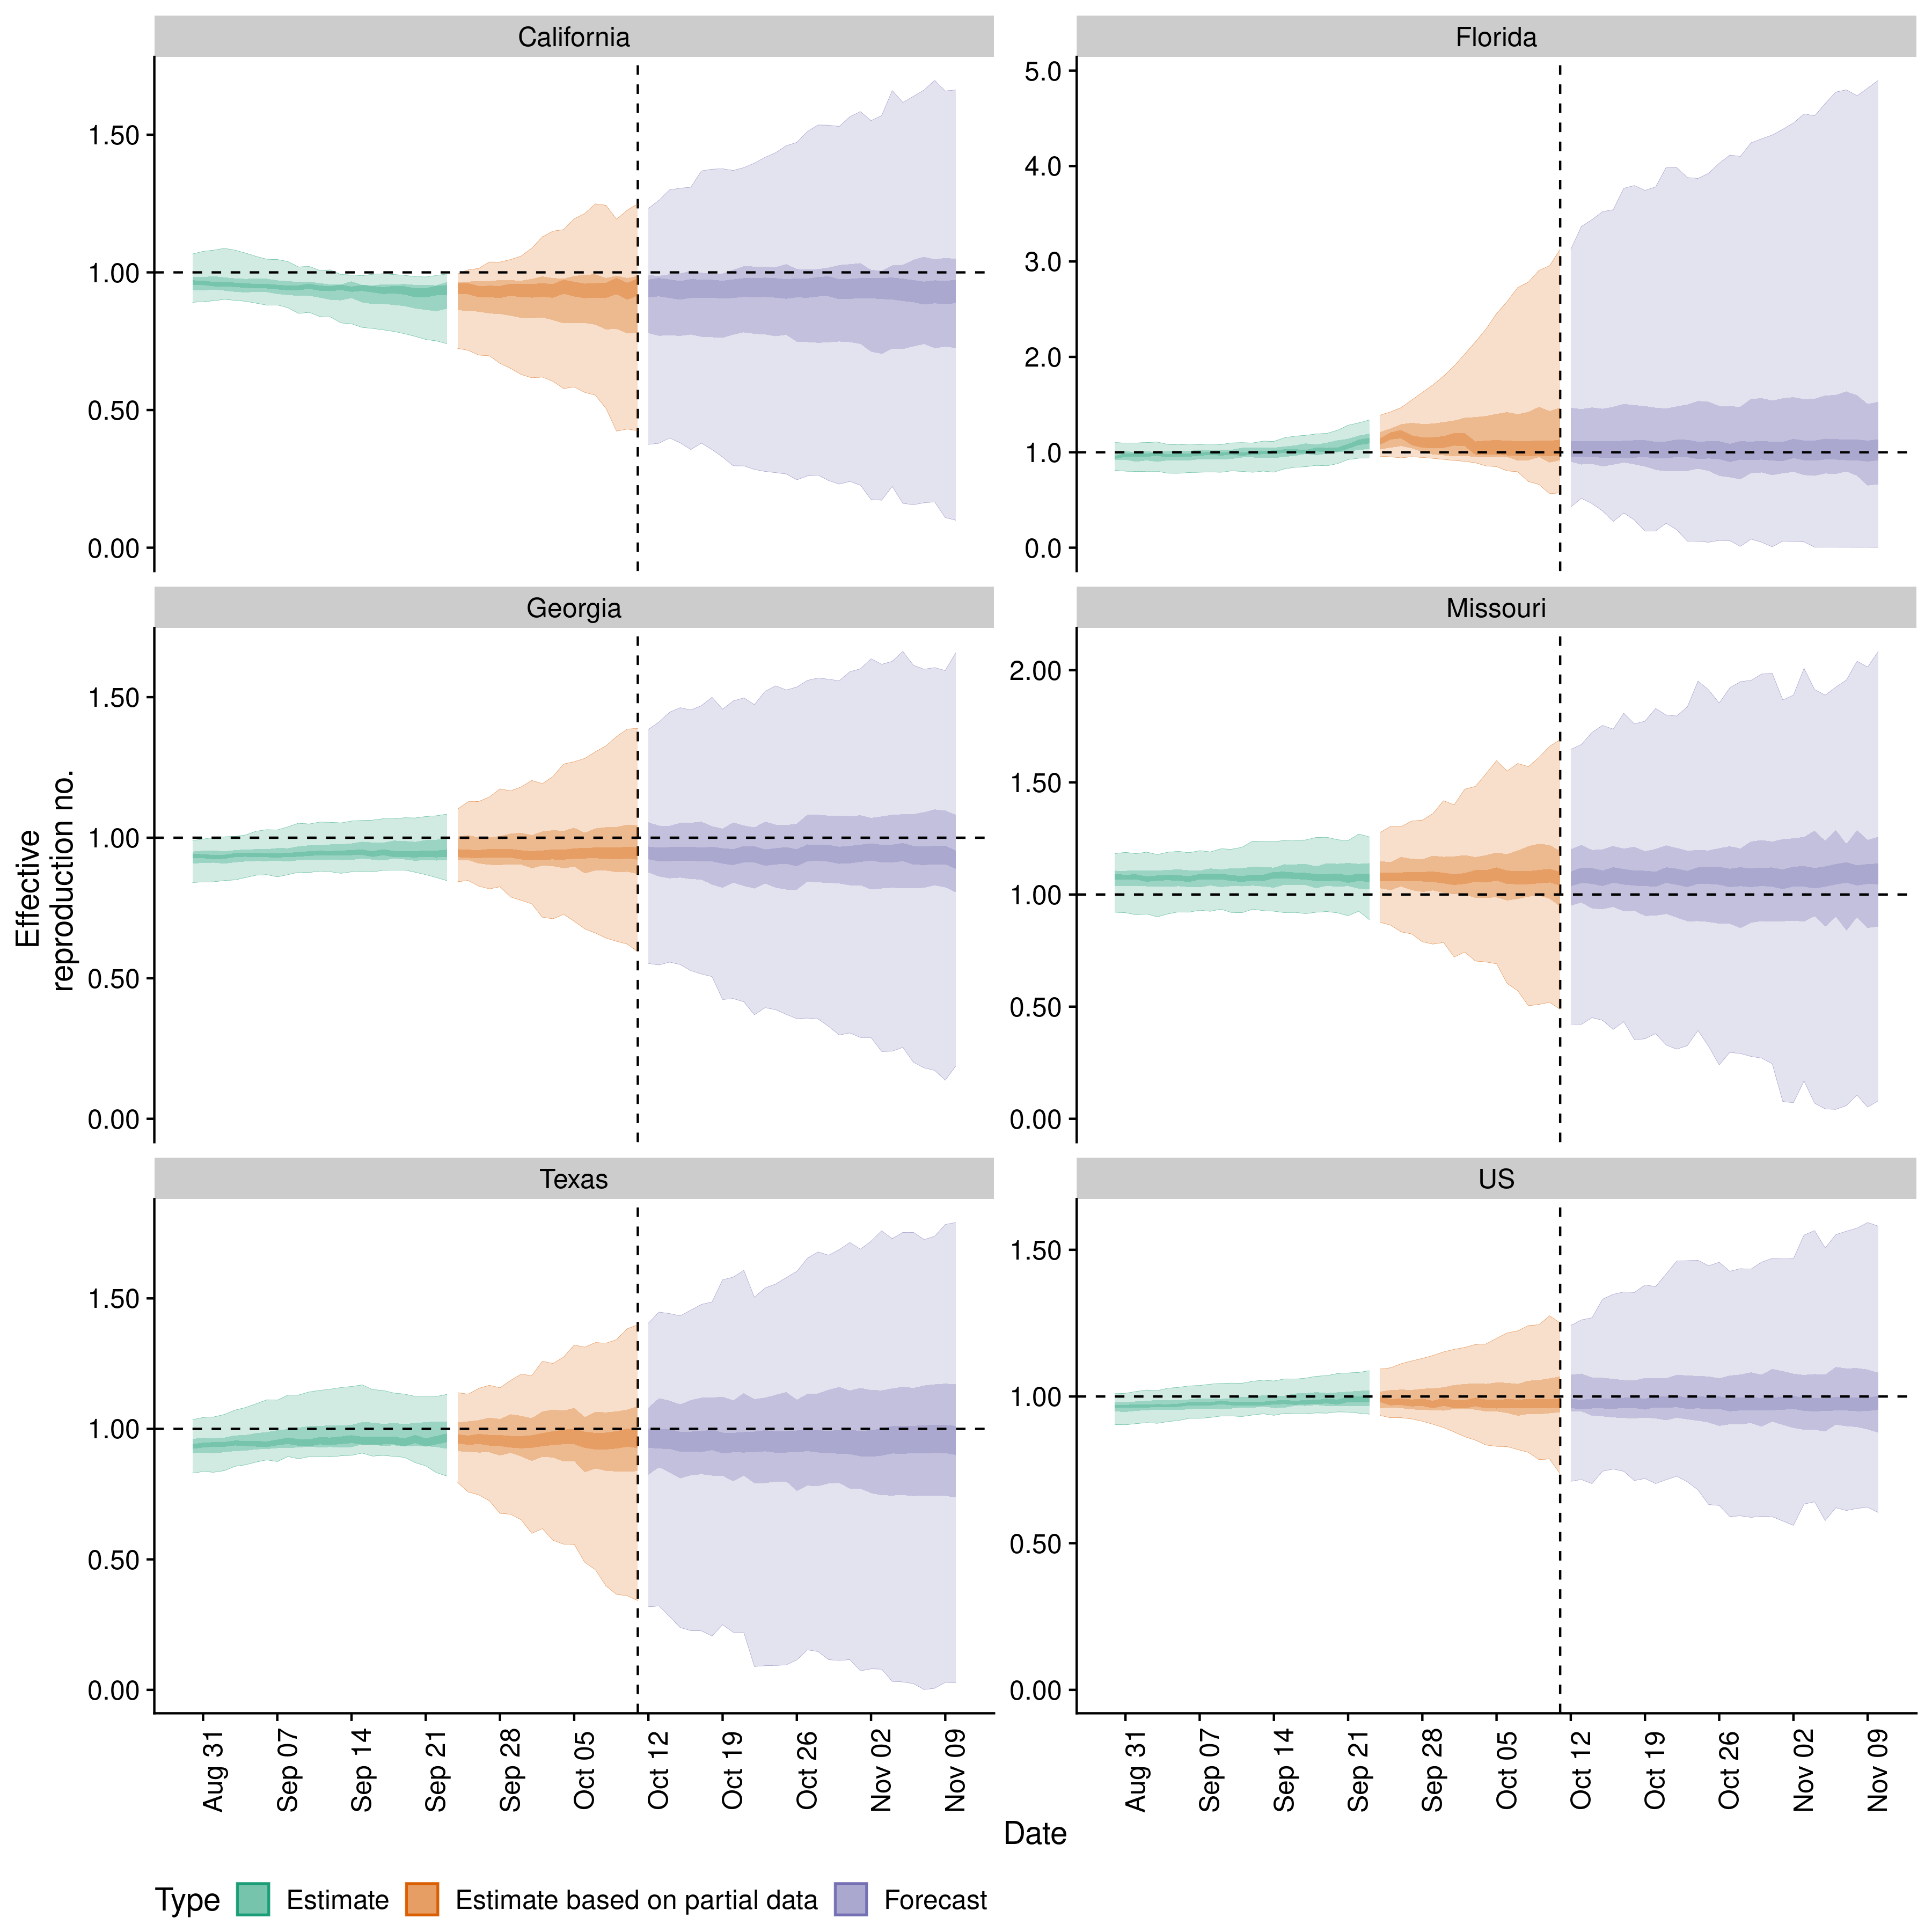 California
Florida
1.50
1.00
0.50
0.00
5.0
4.0
3.0
2.0
1.0
0.0
Georgia
Missouri
1.50
1.00
0.50
0.00
2.00
1.50
1.00
0.50
0.00
Effective
reproduction no.
Texas
US
1.50
1.00
0.50
0.00
1.50
1.00
0.50
0.00
Aug 31
Sep 07
Sep 14
Sep 21
Sep 28
Oct 05
Oct 12
Oct 19
Oct 26
Nov 02
Nov 09
Aug 31
Sep 07
Sep 14
Sep 21
Sep 28
Oct 05
Oct 12
Oct 19
Oct 26
Nov 02
Nov 09
Date
Type Estimate Estimate based on partial data Forecast